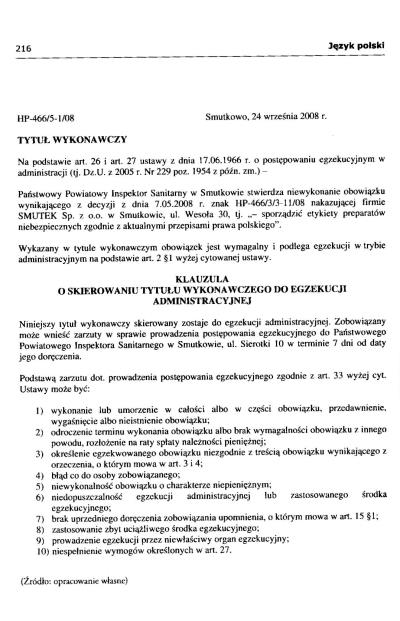 216
Język polski
HP-466/5-1/08
Smutkowo, 24 września 2008 r.
TYTUŁ WYKONAWCZY
Na podstawie art. 26 i art. 27 ustawy z dnia 17.06.1966 r. o postępowaniu egzekucyjnym w
administracji (tj. Dz.U. z 2005 r. Nr 229 poz. 1954 z późn. zm.) –
Państwowy Powiatowy Inspektor Sanitarny w Smutkowie stwierdza niewykonanie obowiązku
wynikającego z decyzji z dnia 7.05.2008 r. znak HP-466/3/3-11/08 nakazującej firmie
SMUTEK Sp. z o.o. w Smutkowie, ul. Wesoła 30, tj. „– sporządzić etykiety preparatów
niebezpiecznych zgodnie z aktualnymi przepisami prawa polskiego”.
Wykazany w tytule wykonawczym obowiązek jest wymagalny i podlega egzekucji w trybie
administracyjnym na podstawie art. 2 §1 wyżej cytowanej ustawy.
KLAUZULA
O SKIEROWANIU TYTUŁU WYKONAWCZEGO DO EGZEKUCJI
ADMINISTRACYJNEJ
Niniejszy tytuł wykonawczy skierowany zostaje do egzekucji administracyjnej. Zobowiązany
może wnieść zarzuty w sprawie prowadzenia postępowania egzekucyjnego do Państwowego
Powiatowego Inspektora Sanitarnego w Smutkowie, ul. Sierotki 10 w terminie 7 dni od daty
jego doręczenia.
Podstawą zarzutu dot. prowadzenia postępowania egzekucyjnego zgodnie z art. 33 wyżej cyt.
Ustawy może być:
1) wykonanie lub umorzenie w całości albo w części obowiązku, przedawnienie,
wygaśnięcie albo nieistnienie obowiązku;
2) odroczenie terminu wykonania obowiązku albo brak wymagalności obowiązku z innego
powodu, rozłożenie na raty spłaty należności pieniężnej;
3) określenie egzekwowanego obowiązku niezgodnie z treścią obowiązku wynikającego z
orzeczenia, o którym mowa w art. 3 i 4;
4) błąd co do osoby zobowiązanego;
5) niewykonalność obowiązku o charakterze niepieniężnym;
6) niedopuszczalność egzekucji administracyjnej lub zastosowanego środka
egzekucyjnego;
7) brak uprzedniego doręczenia zobowiązania upomnienia, o którym mowa w art. 15 §1;
8) zastosowanie zbyt uciążliwego środka egzekucyjnego;
9) prowadzenie egzekucji przez niewłaściwy organ egzekucyjny;
10) niespełnienie wymogów określonych w art. 27.
(Źródło: opracowanie własne)